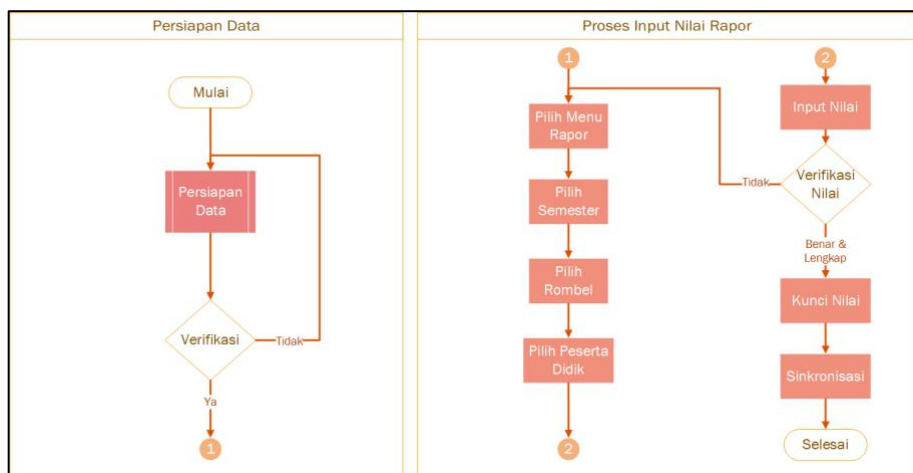 Persiapan Data
Mulai
Persiapan
Data
Verifikasi
Tidak
Ya
1
Proses Input Nilai Rapor
1
Pilih Menu
Rapor
Pilih
Semester
Pilih
Rombel
Pilih Peserta
Didik
2
2
Input Nilai
Verifikasi
Nilai
Tidak
Benar &
Lengkap
Kunci Nilai
Sinkronisasi
Selesai